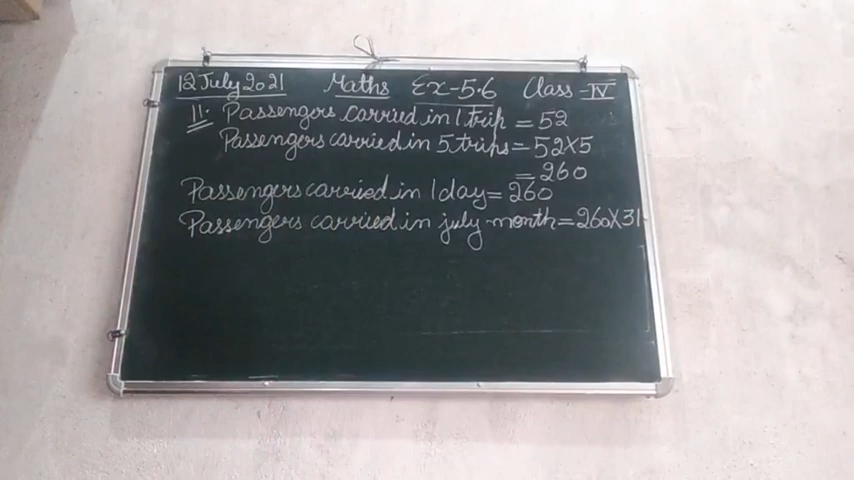 12 July 2021 Maths Ex-5.6 Class-IV
11. Passengers carried in 1 trip = 52
Passengers carried in 5 trips = 52X5
= 260
Passengers carried in 1 day = 260
Passengers carried in july month = 260X31